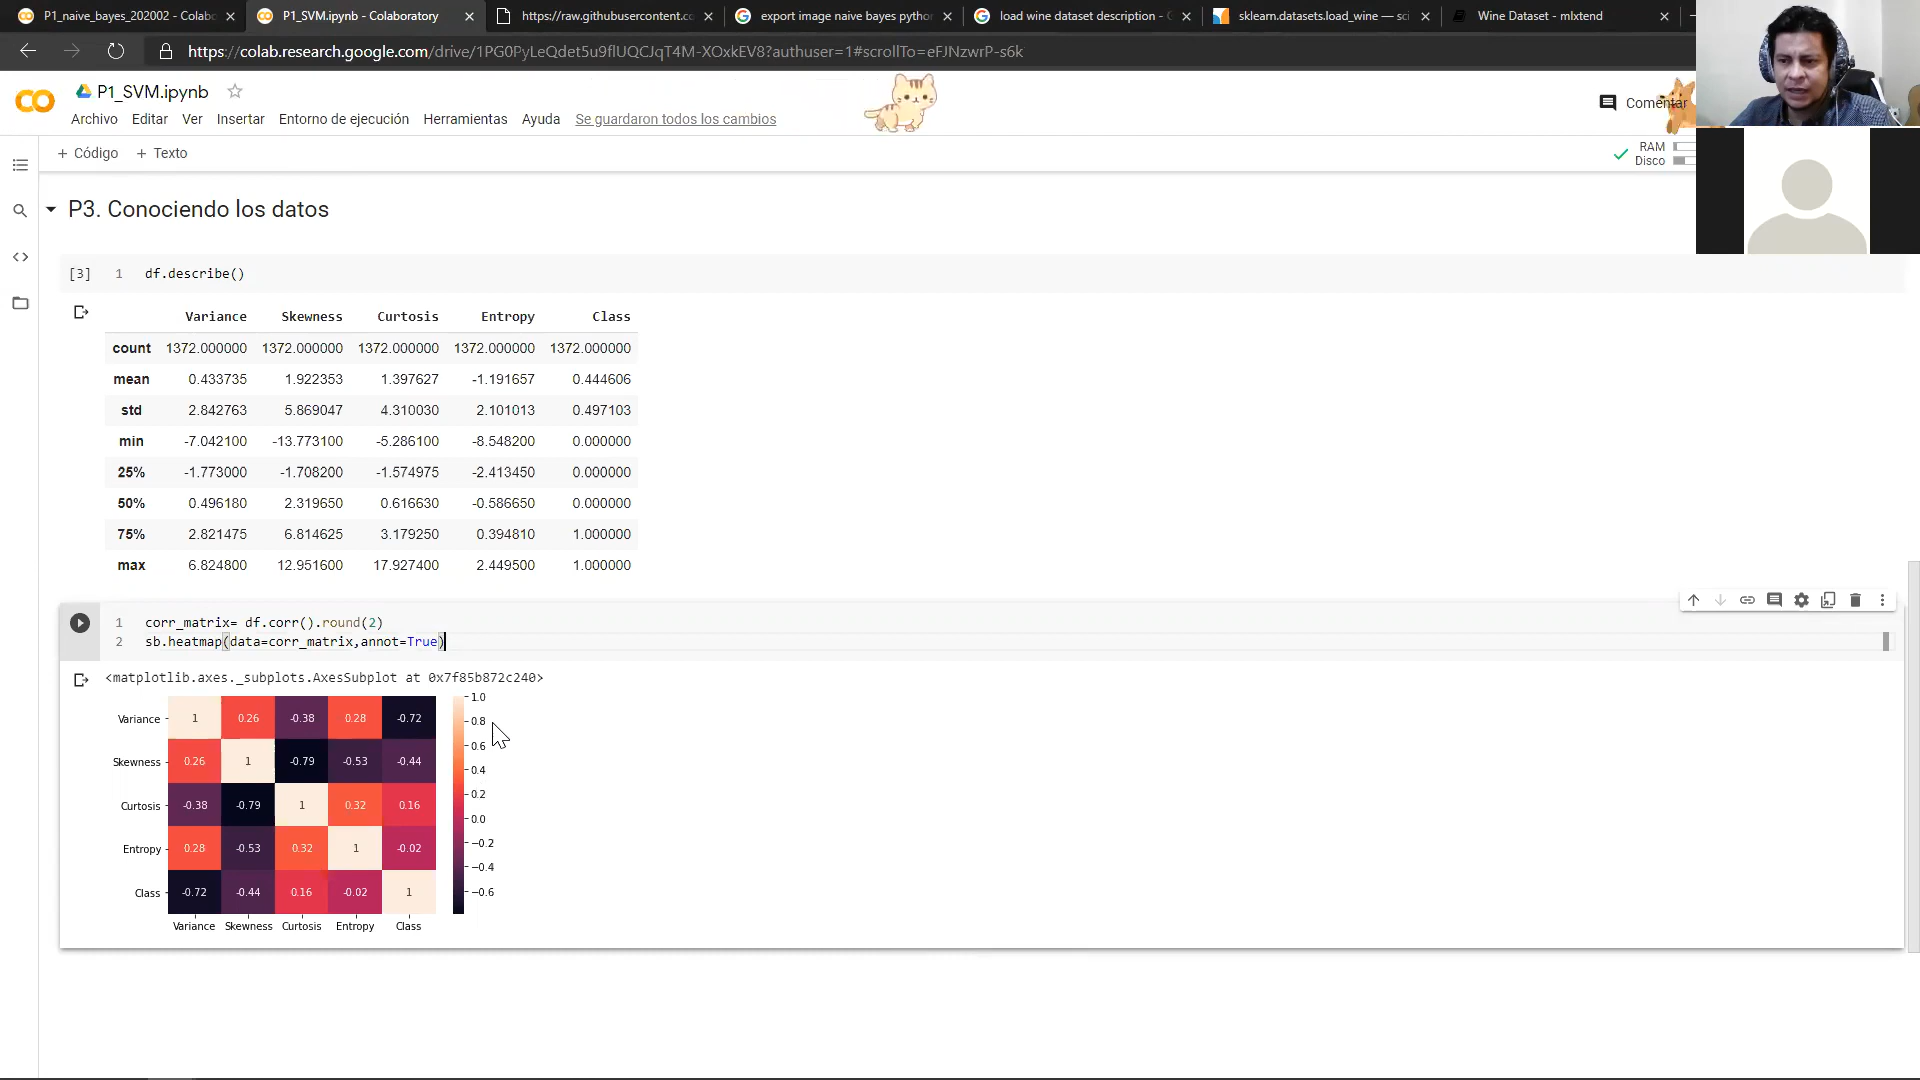 P1_naive_bayes_202002 - Colabo
P1_SVM.ipynb - Colaboratory
https://raw.githubusercontent.cc
export image naive bayes python
load wine dataset description - G
sklearn.datasets.load_wine — sci
Wine Dataset - mlxtend
https://colab.research.google.com/drive/1PG0PyLeQdet5u9flUQCJqT4M-XOxkEV8?authuser=1#scrollTo=eFJNzwrP-s6k
P1_SVM.ipynb
Archivo Editar Ver Insertar Entorno de ejecución Herramientas Ayuda Se guardaron todos los cambios
Comentar
+ Código + Texto
RAM
Disco
P3. Conociendo los datos
[3] 1 df.describe()
Variance Skewness Curtosis Entropy Class
count 1372.000000 1372.000000 1372.000000 1372.000000 1372.000000
mean 0.433735 1.922353 1.397627 -1.191657 0.444606
std 2.842763 5.869047 4.310030 2.101013 0.497103
min -7.042100 -13.773100 -5.286100 -8.548200 0.000000
25% -1.773000 -1.708200 -1.574975 -2.413450 0.000000
50% 0.496180 2.319650 0.616630 -0.586650 0.000000
75% 2.821475 6.814625 3.179250 0.394810 1.000000
max 6.824800 12.951600 17.927400 2.449500 1.000000
1 corr_matrix= df.corr().round(2)
2 sb.heatmap(data=corr_matrix,annot=True)
<matplotlib.axes._subplots.AxesSubplot at 0x7f85b872c240>
Variance 1 0.26 -0.38 0.28 -0.72
Skewness 0.26 1 -0.79 -0.53 -0.44
Curtosis -0.38 -0.79 1 0.32 0.16
Entropy 0.28 -0.53 0.32 1 -0.02
Class -0.72 -0.44 0.16 -0.02 1
Variance Skewness Curtosis Entropy Class
1.0
0.8
0.6
0.4
0.2
0.0
−0.2
−0.4
−0.6